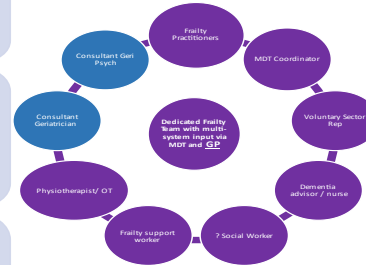 Frailty
Practitioners
Consultant Geri
Psych
MDT Coordinator
Consultant
Geriatrician
Dedicated Frailty
Team with multi-
system input via
MDT and GP
Voluntary Sector
Rep
Physiotherapist/ OT
Dementia
advisor / nurse
Frailty support
worker
? Social Worker